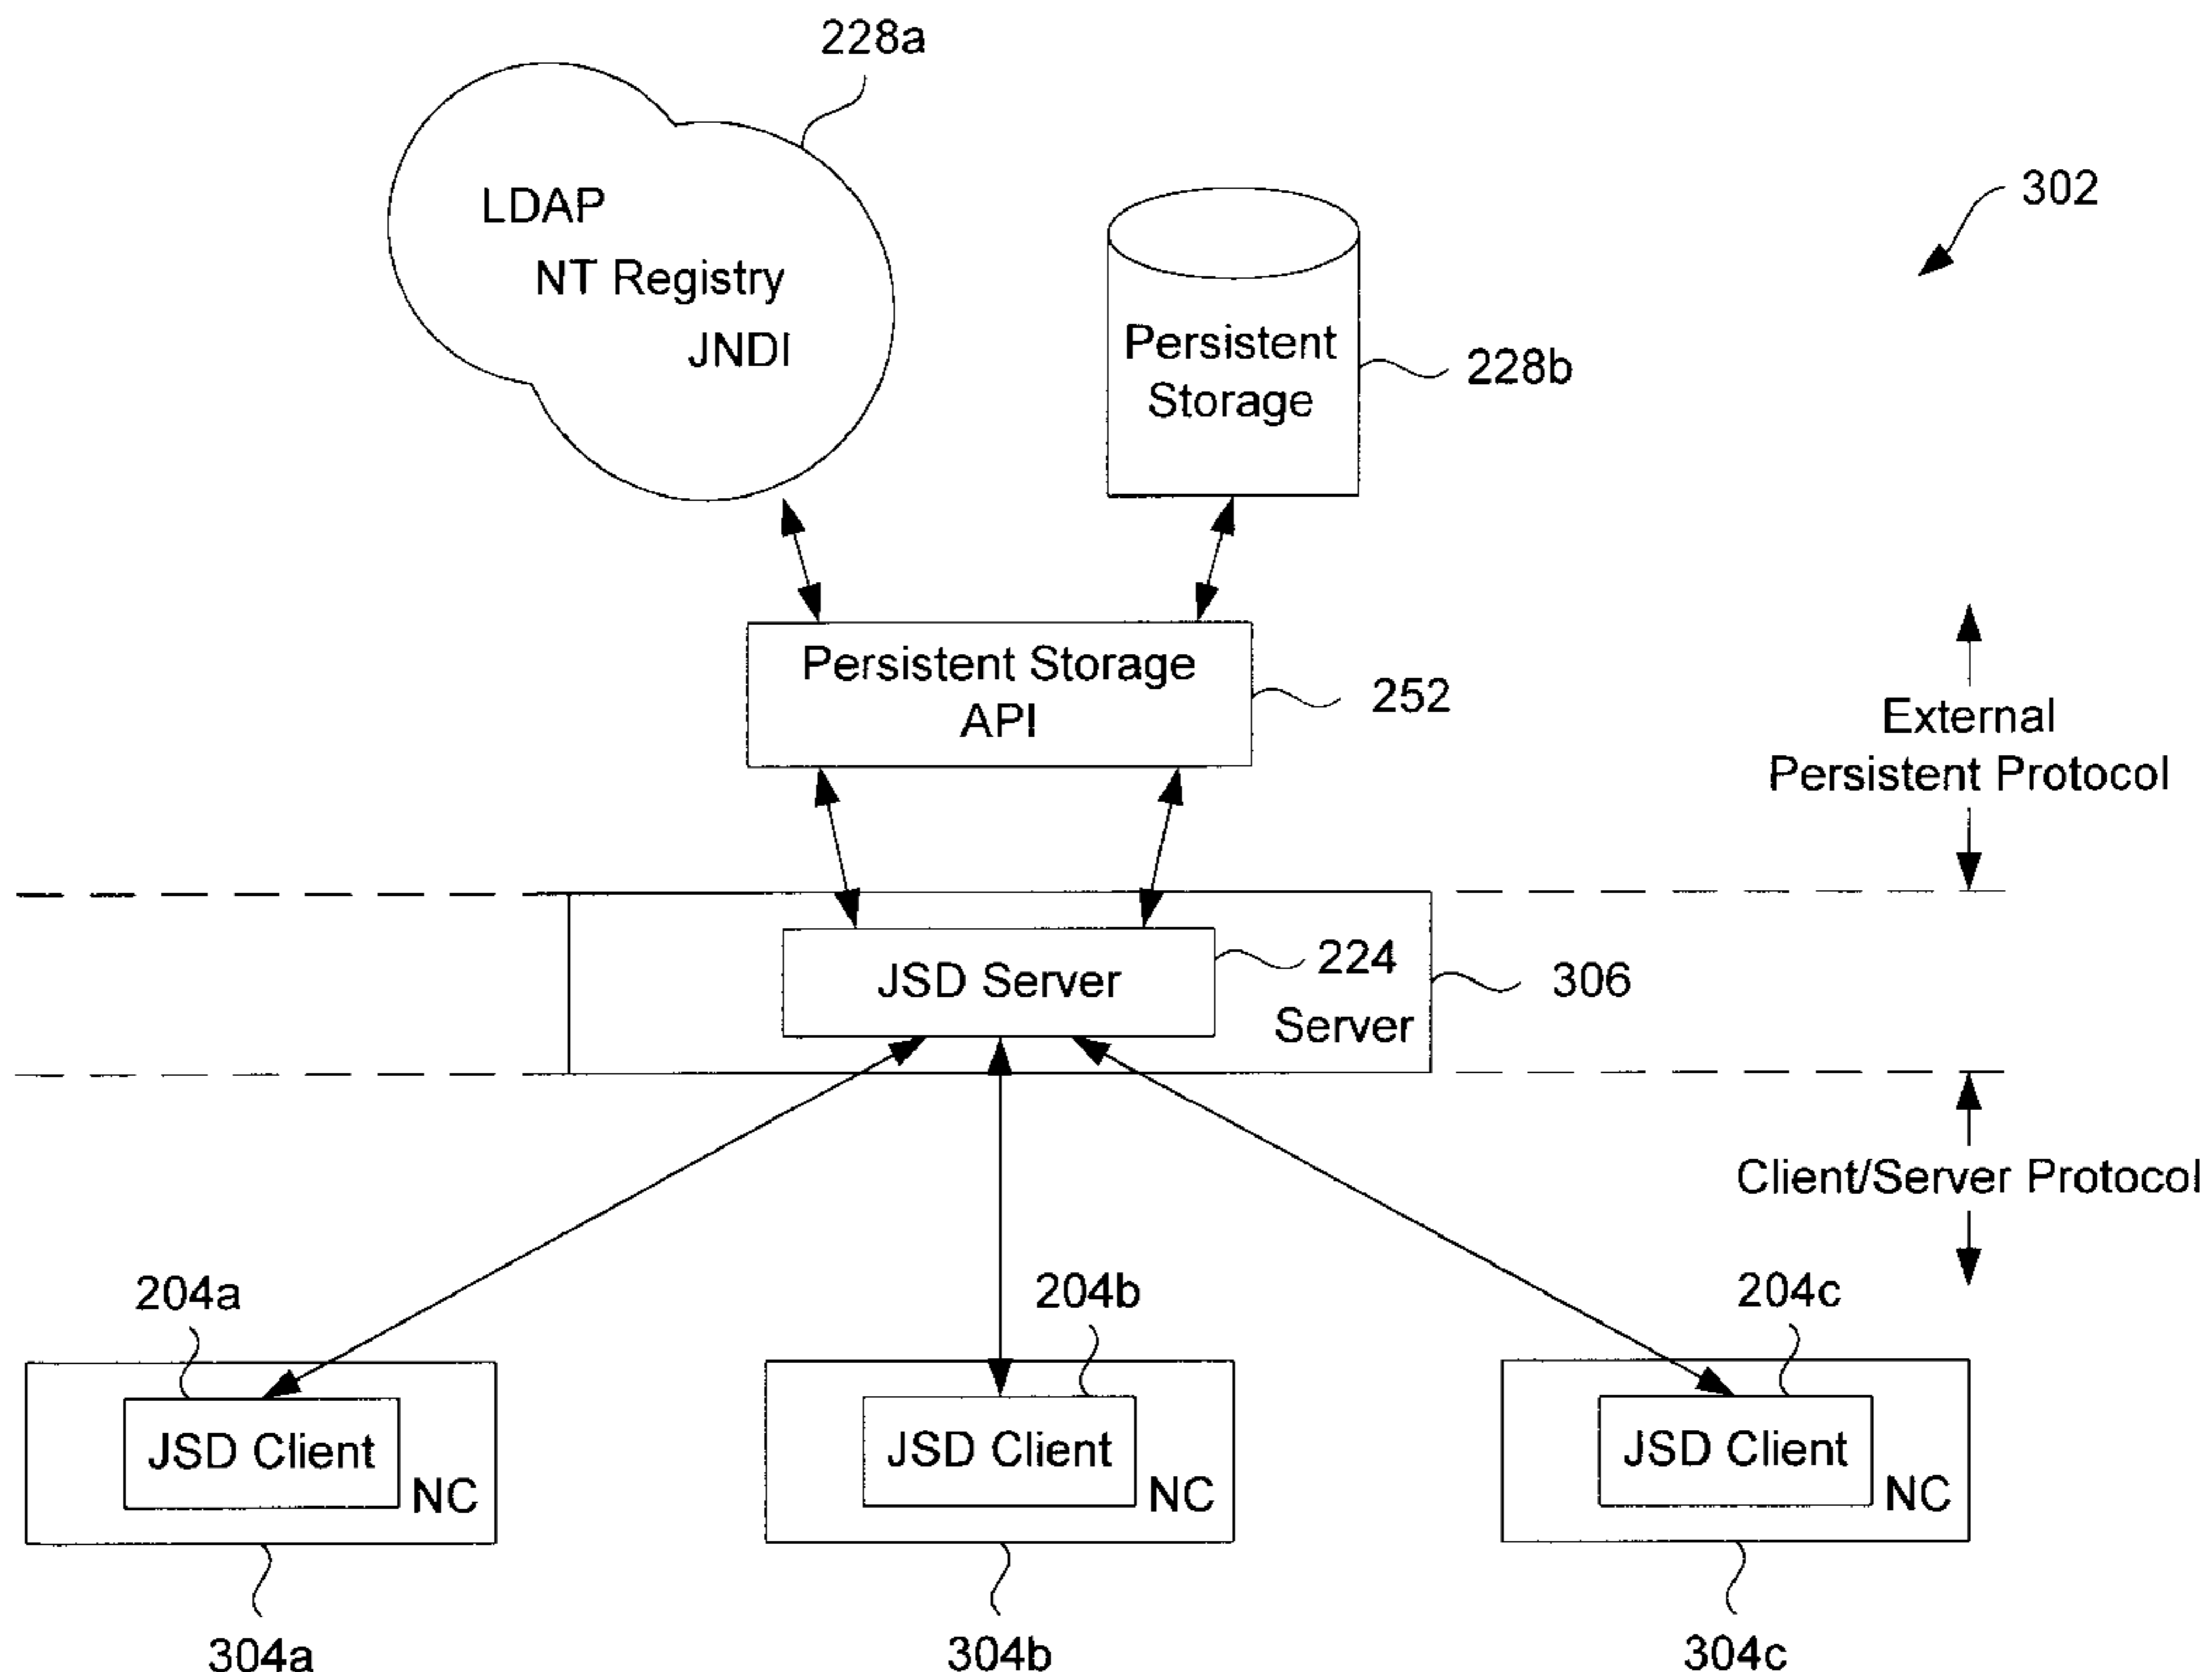 228a
LDAP
NT Registry
JNDI
302
Persistent
Storage
228b
Persistent Storage
API
252
External
Persistent Protocol
JSD Server
224
Server
306
Client/Server Protocol
204a
204b
204c
JSD Client
NC
JSD Client
NC
JSD Client
NC
304a
304b
304c